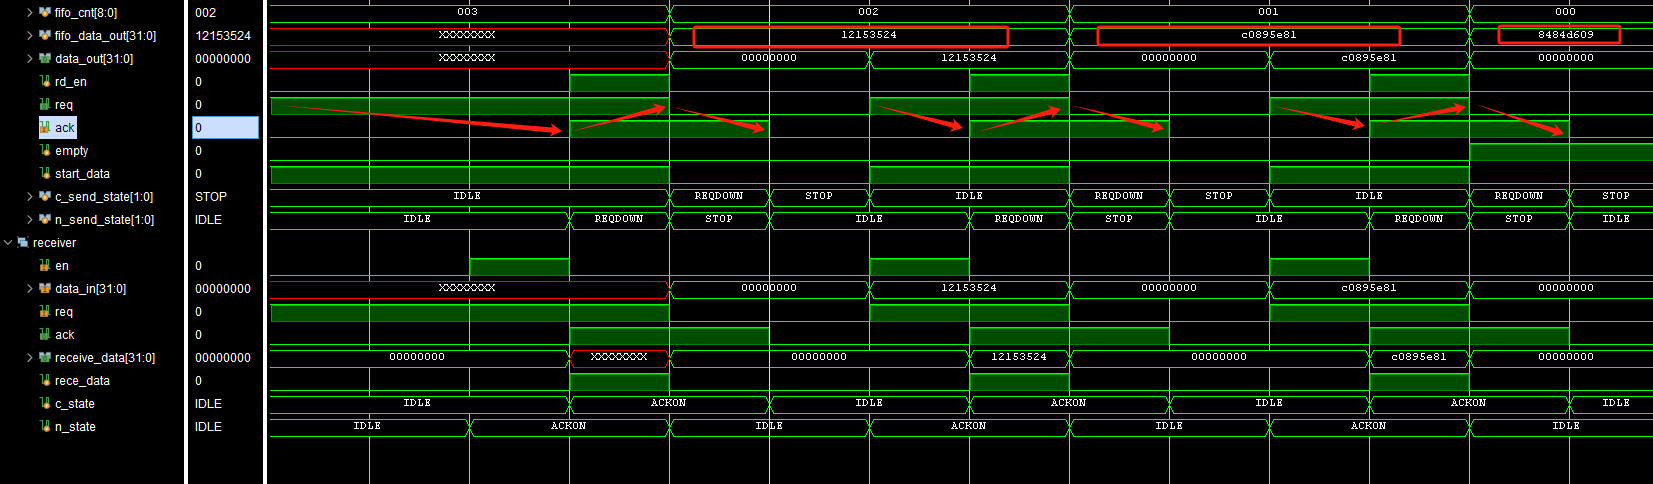 fifo_cnt[8:0] 002 003 002 001 000
fifo_data_out[31:0] 12153524 XXXXXXXX 12153524 c0895e81 8484d609
data_out[31:0] 00000000 XXXXXXXX 00000000 12153524 00000000 c0895e81 00000000
rd_en 0
req 0
ack 0
empty 0
start_data 0
c_send_state[1:0] STOP IDLE REQDOWN STOP IDLE REQDOWN STOP IDLE REQDOWN STOP
n_send_state[1:0] IDLE IDLE REQDOWN STOP IDLE REQDOWN STOP IDLE REQDOWN STOP IDLE
receiver
en 0
data_in[31:0] 00000000 XXXXXXXX 00000000 12153524 00000000 c0895e81 00000000
req 0
ack 0
receive_data[31:0] 00000000 00000000 XXXXXXXX 00000000 12153524 00000000 c0895e81 00000000
rece_data 0
c_state IDLE IDLE ACKON IDLE ACKON IDLE ACKON IDLE
n_state IDLE IDLE ACKON IDLE ACKON IDLE ACKON IDLE